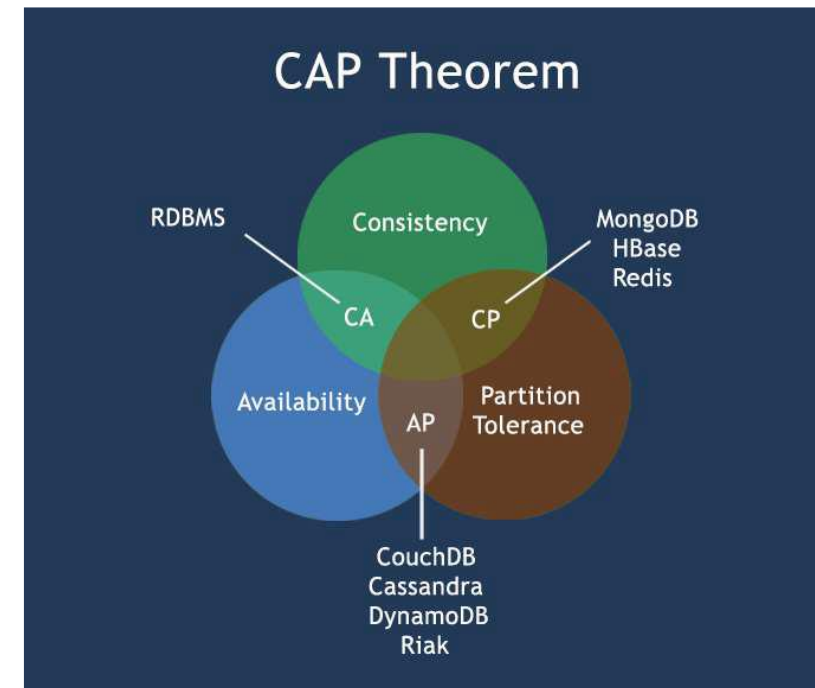 CAP Theorem
RDBMS
Consistency
MongoDB
HBase
Redis
CA
CP
Availability
Partition
Tolerance
AP
CouchDB
Cassandra
DynamoDB
Riak